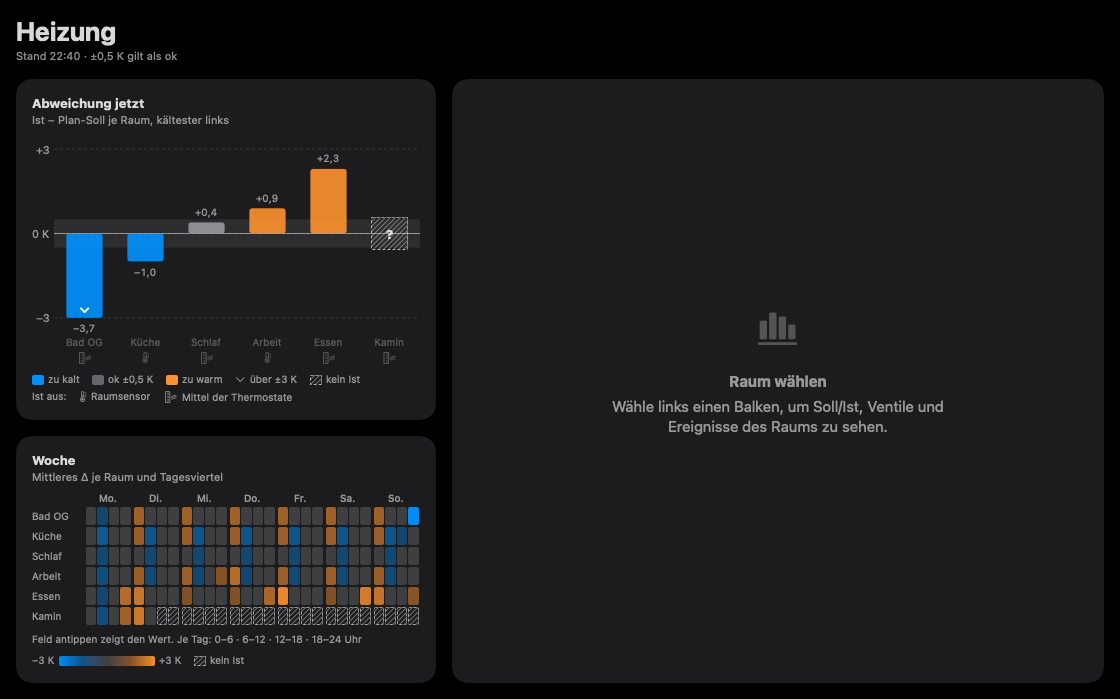 Heizung
Stand 22:40 · ±0,5 K gilt als ok
Abweichung jetzt
Ist – Plan-Soll je Raum, kältester links
+3
+2,3
+0,9
+0,4
0 K
?
−1,0
−3
−3,7
Bad OG Küche Schlaf Arbeit Essen Kamin
zu kalt ok ±0,5 K zu warm über ±3 K kein Ist
Ist aus: Raumsensor Mittel der Thermostate
Raum wählen
Wähle links einen Balken, um Soll/Ist, Ventile und
Ereignisse des Raums zu sehen.
Woche
Mittleres Δ je Raum und Tagesviertel
Mo. Di. Mi. Do. Fr. Sa. So.
Bad OG
Küche
Schlaf
Arbeit
Essen
Kamin
Feld antippen zeigt den Wert. Je Tag: 0–6 · 6–12 · 12–18 · 18–24 Uhr
−3 K +3 K kein Ist